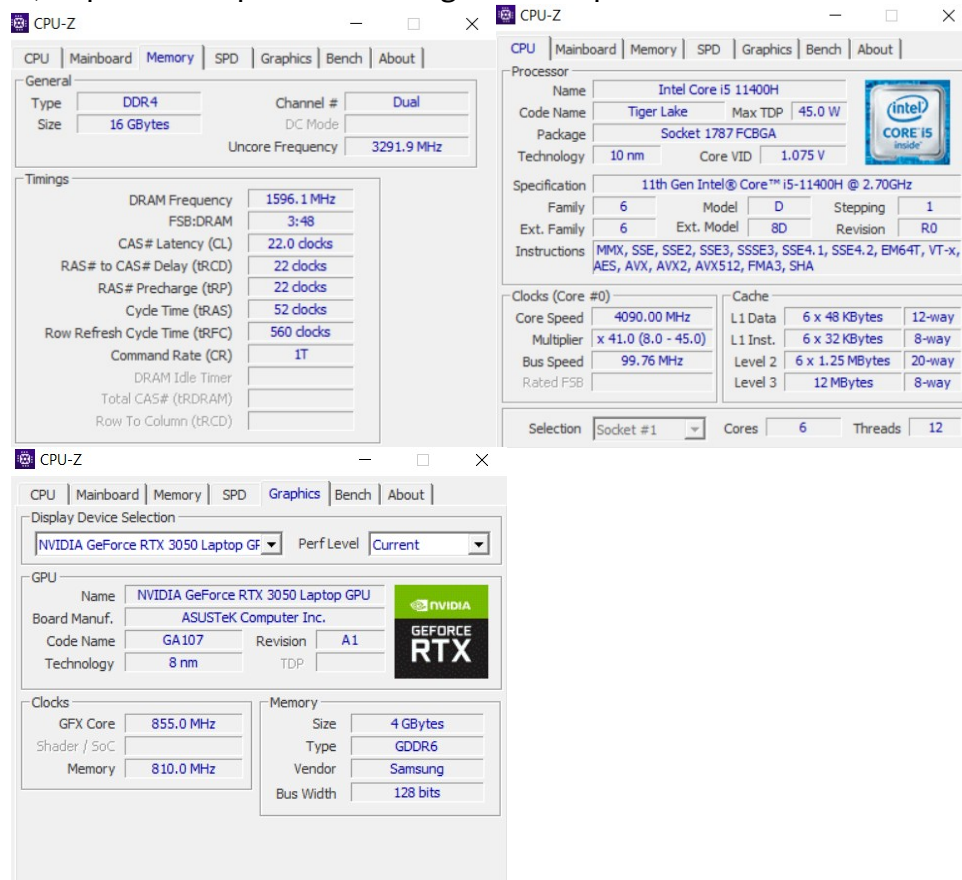 CPU-Z
CPU Mainboard Memory SPD Graphics Bench About
General
Type DDR4 Channel # Dual
Size 16 GBytes DC Mode
Uncore Frequency 3291.9 MHz
Timings
DRAM Frequency 1596.1 MHz
FSB:DRAM 3:48
CAS# Latency (CL) 22.0 clocks
RAS# to CAS# Delay (tRCD) 22 clocks
RAS# Precharge (tRP) 22 clocks
Cycle Time (tRAS) 52 clocks
Row Refresh Cycle Time (tRFC) 560 clocks
Command Rate (CR) 1T
DRAM Idle Timer
Total CAS# (tRDRAM)
Row To Column (tRCD)
CPU-Z
CPU Mainboard Memory SPD Graphics Bench About
Processor
Name Intel Core i5 11400H
Code Name Tiger Lake Max TDP 45.0 W
Package Socket 1787 FCBGA
Technology 10 nm Core VID 1.075 V
intel
CORE i5
inside
Specification 11th Gen Intel® Core™ i5-11400H @ 2.70GHz
Family 6 Model D Stepping 1
Ext. Family 6 Ext. Model 8D Revision R0
Instructions MMX, SSE, SSE2, SSE3, SSSE3, SSE4.1, SSE4.2, EM64T, VT-x,
AES, AVX, AVX2, AVX512, FMA3, SHA
Clocks (Core #0)
Core Speed 4090.00 MHz
Multiplier x 41.0 (8.0 - 45.0)
Bus Speed 99.76 MHz
Rated FSB
Cache
L1 Data 6 x 48 KBytes 12-way
L1 Inst. 6 x 32 KBytes 8-way
Level 2 6 x 1.25 MBytes 20-way
Level 3 12 MBytes 8-way
Selection Socket #1 Cores 6 Threads 12
CPU-Z
CPU Mainboard Memory SPD Graphics Bench About
Display Device Selection
NVIDIA GeForce RTX 3050 Laptop GF Perf Level Current
GPU
Name NVIDIA GeForce RTX 3050 Laptop GPU
Board Manuf. ASUSTeK Computer Inc.
Code Name GA107 Revision A1
Technology 8 nm TDP
NVIDIA
GEFORCE
RTX
Clocks
GFX Core 855.0 MHz
Shader / SoC
Memory 810.0 MHz
Memory
Size 4 GBytes
Type GDDR6
Vendor Samsung
Bus Width 128 bits